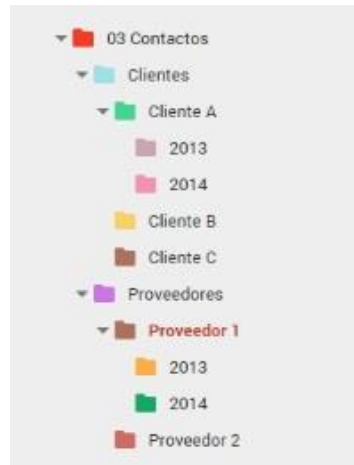 03 Contactos
Clientes
Cliente A
2013
2014
Cliente B
Cliente C
Proveedores
Proveedor 1
2013
2014
Proveedor 2